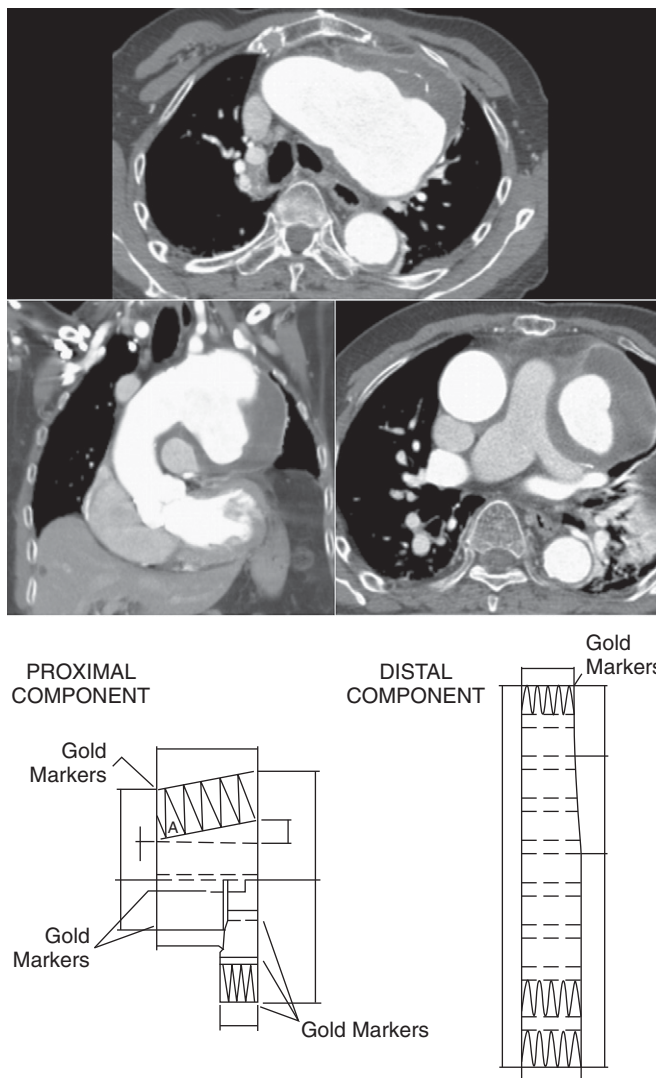 PROXIMAL
COMPONENT
DISTAL
COMPONENT
Gold
Markers
Gold
Markers
A
Gold
Markers
Gold Markers